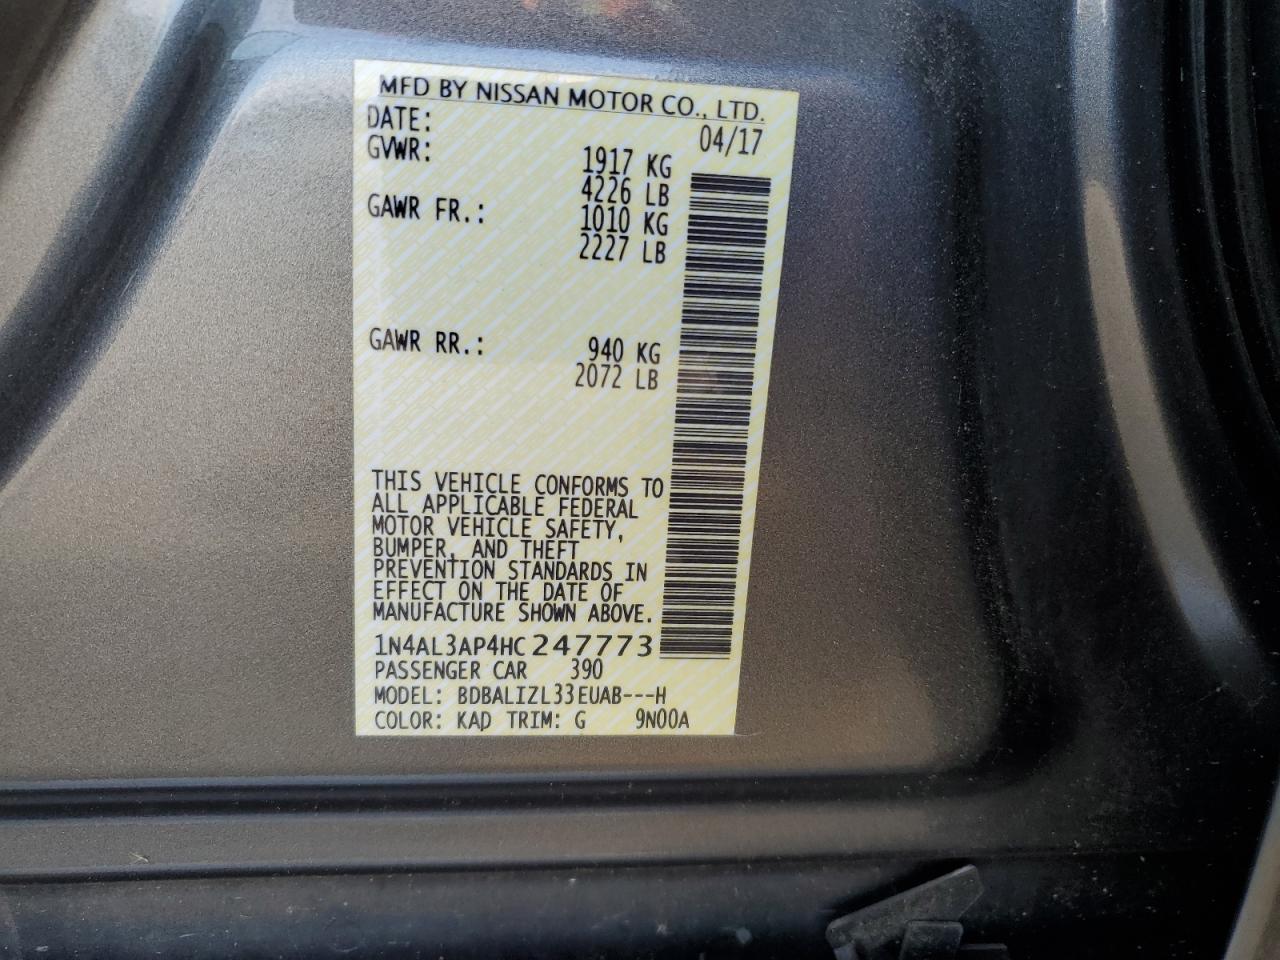 MFD BY NISSAN MOTOR CO., LTD.
DATE: 04/17
GVWR: 1917 KG
4226 LB
GAWR FR.: 1010 KG
2227 LB
GAWR RR.: 940 KG
2072 LB
THIS VEHICLE CONFORMS TO
ALL APPLICABLE FEDERAL
MOTOR VEHICLE SAFETY,
BUMPER, AND THEFT
PREVENTION STANDARDS IN
EFFECT ON THE DATE OF
MANUFACTURE SHOWN ABOVE.
1N4AL3AP4HC247773
PASSENGER CAR 390
MODEL: BDBALIZL33EUAB---H
COLOR: KAD TRIM: G 9N00A